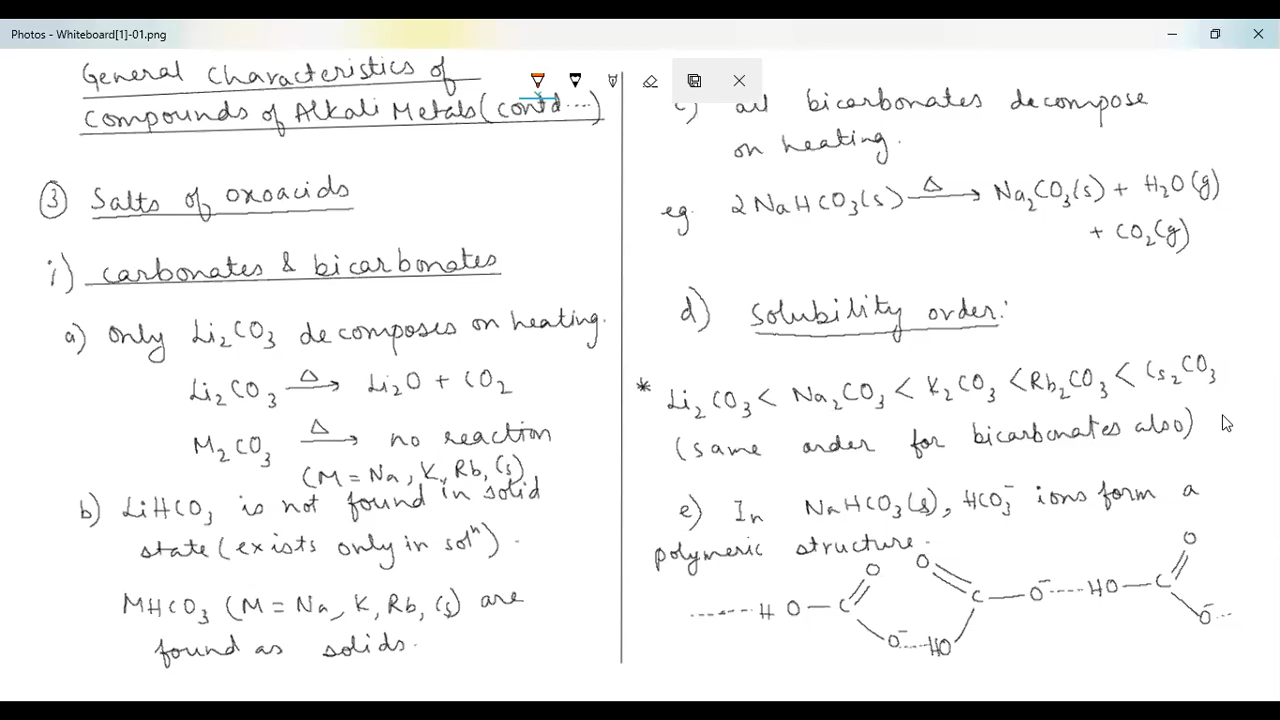 Photos - Whiteboard[1]-01.png
General Characteristics of
Compounds of Alkali Metals (contd....)
③ Salts of oxoacids
i) carbonates & bicarbonates
a) only Li₂CO₃ decomposes on heating.
Li₂CO₃ —Δ→ Li₂O + CO₂
M₂CO₃ —Δ→ no reaction
(M = Na, K, Rb, Cs)
b) LiHCO₃ is not found in solid
state (exists only in solⁿ).
MHCO₃ (M = Na, K, Rb, Cs) are
found as solids.
c) all bicarbonates decompose
on heating.
eg. 2NaHCO₃(s) —Δ→ Na₂CO₃(s) + H₂O(g)
+ CO₂(g)
d) Solubility order:
* Li₂CO₃ < Na₂CO₃ < K₂CO₃ < Rb₂CO₃ < Cs₂CO₃
(same order for bicarbonates also)
e) In NaHCO₃(s), HCO₃⁻ ions form a
polymeric structure.
O O O
...... H O — C C — O⁻ ..... HO — C
O⁻ .... HO O⁻ ...